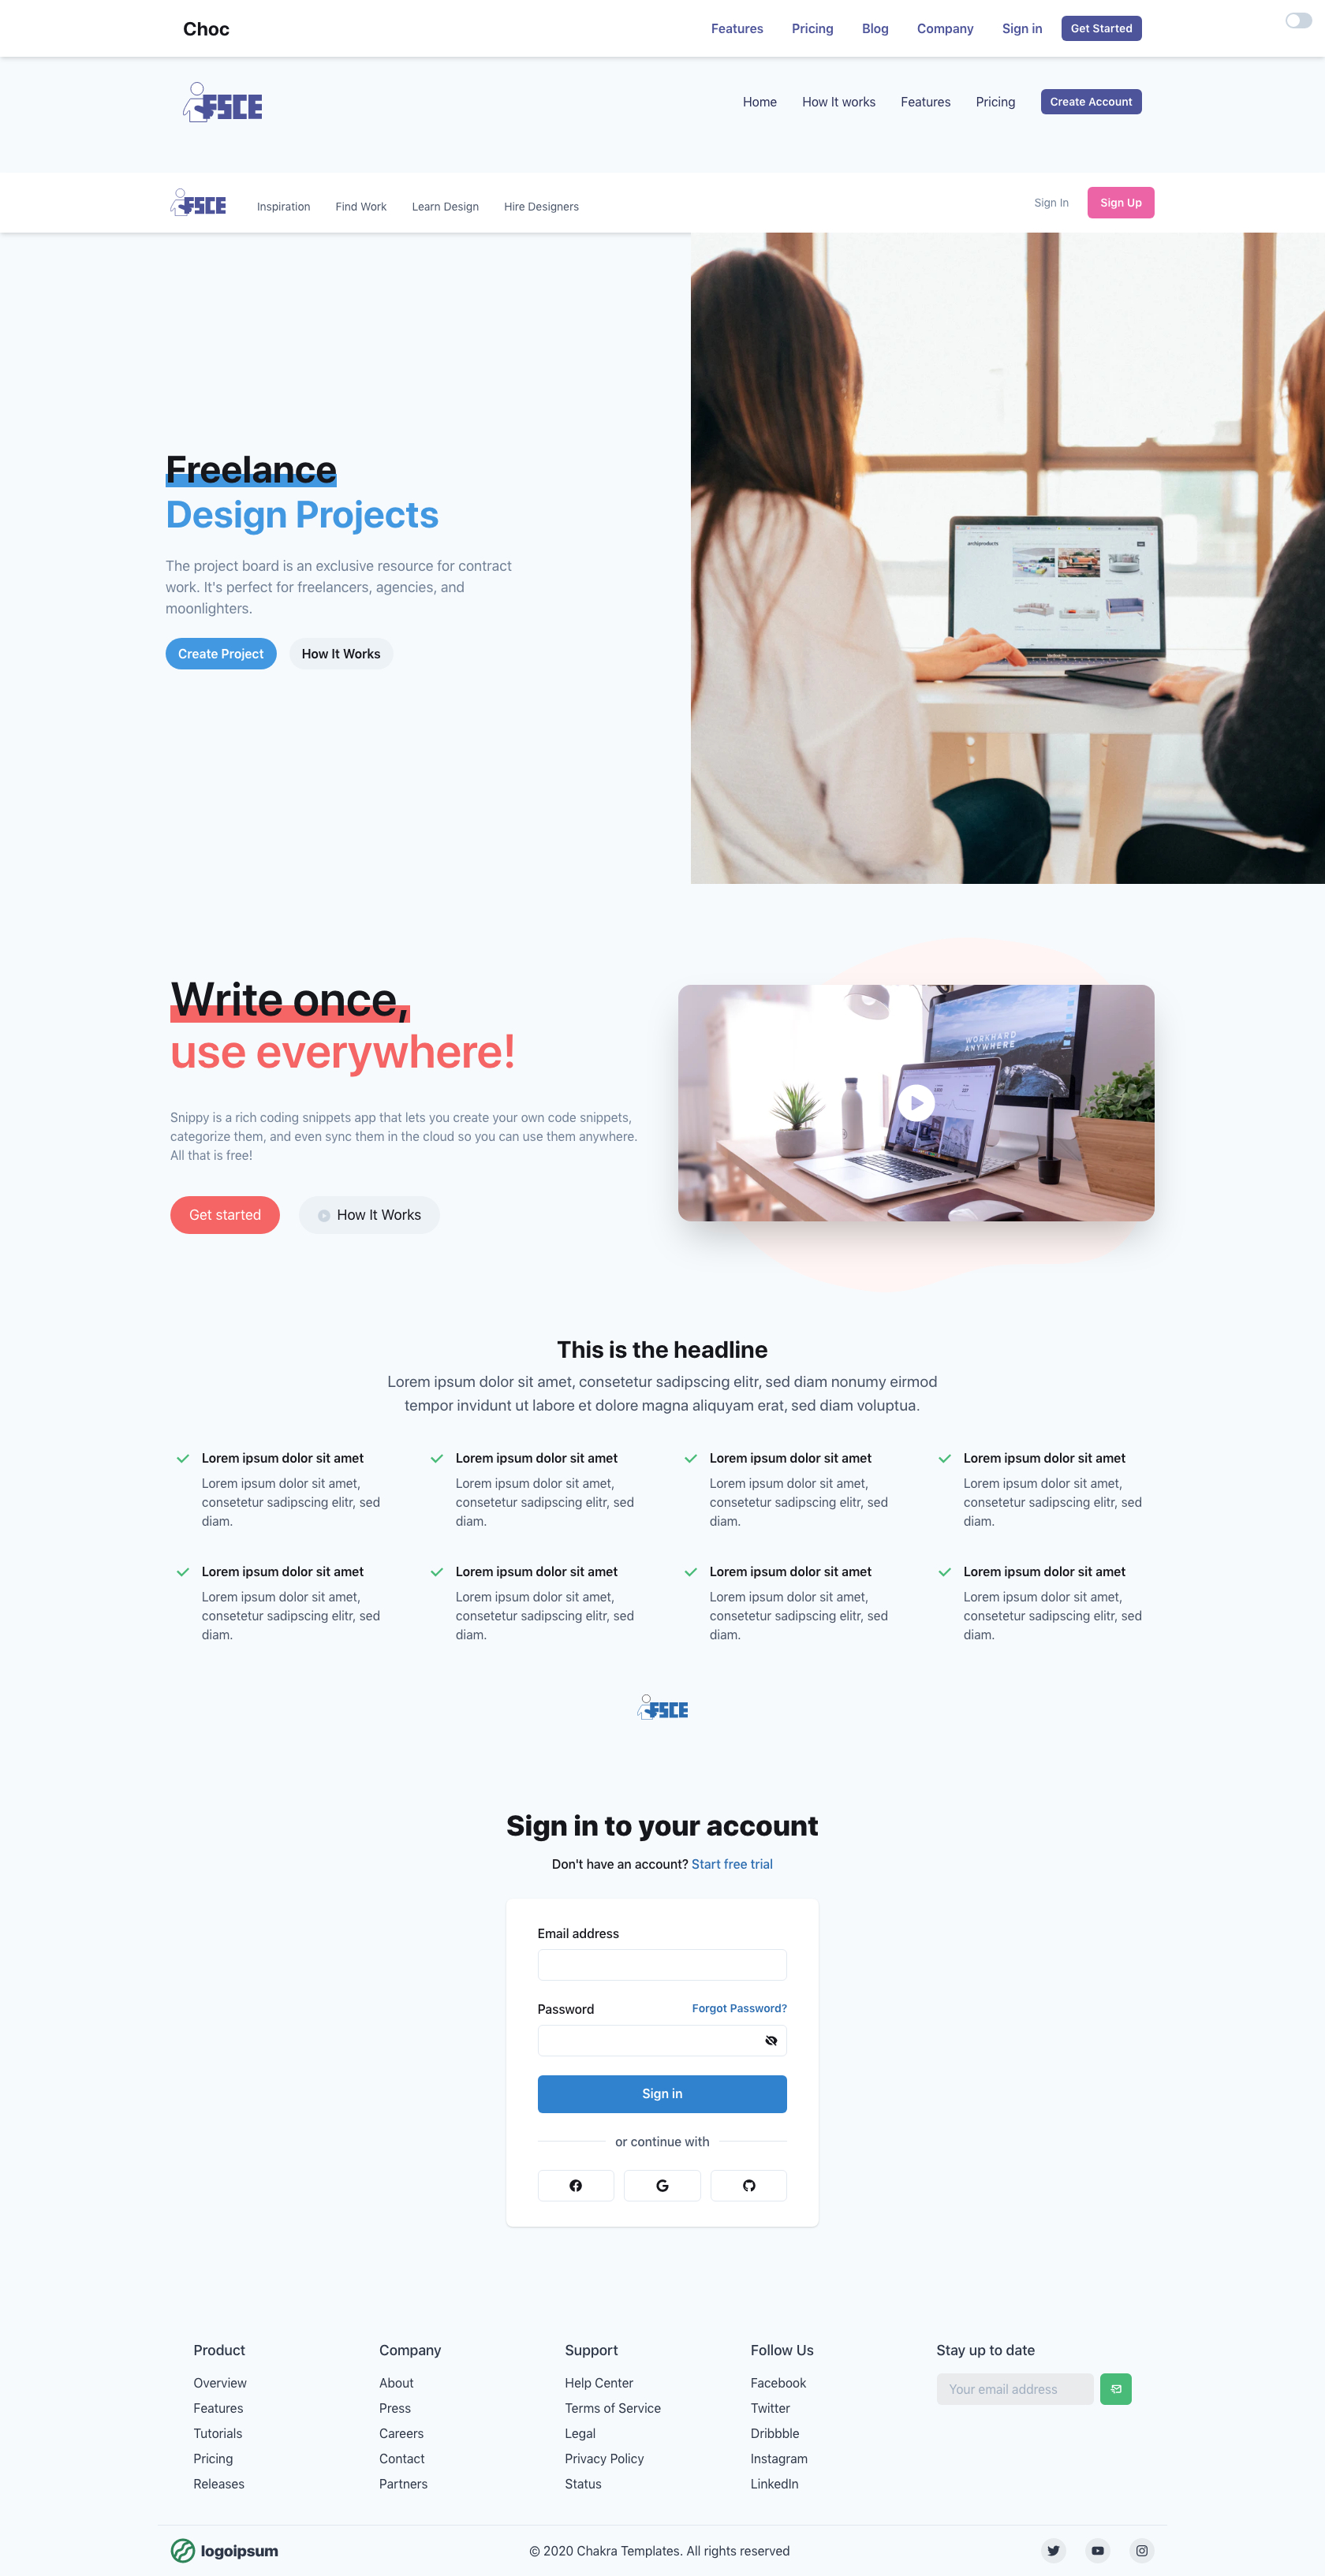 Choc
Features Pricing Blog Company Sign in Get Started
FSCE
Home How It works Features Pricing Create Account
FSCE
Inspiration Find Work Learn Design Hire Designers Sign In Sign Up
archiproducts
MacBook Pro
Freelance
Design Projects
The project board is an exclusive resource for contract
work. It's perfect for freelancers, agencies, and
moonlighters.
Create Project How It Works
Write once,
use everywhere!
Snippy is a rich coding snippets app that lets you create your own code snippets,
categorize them, and even sync them in the cloud so you can use them anywhere.
All that is free!
Get started How It Works
WORK HARD
ANYWHERE
This is the headline
Lorem ipsum dolor sit amet, consetetur sadipscing elitr, sed diam nonumy eirmod
tempor invidunt ut labore et dolore magna aliquyam erat, sed diam voluptua.
Lorem ipsum dolor sit amet
Lorem ipsum dolor sit amet,
consetetur sadipscing elitr, sed
diam.
Lorem ipsum dolor sit amet
Lorem ipsum dolor sit amet,
consetetur sadipscing elitr, sed
diam.
Lorem ipsum dolor sit amet
Lorem ipsum dolor sit amet,
consetetur sadipscing elitr, sed
diam.
Lorem ipsum dolor sit amet
Lorem ipsum dolor sit amet,
consetetur sadipscing elitr, sed
diam.
Lorem ipsum dolor sit amet
Lorem ipsum dolor sit amet,
consetetur sadipscing elitr, sed
diam.
Lorem ipsum dolor sit amet
Lorem ipsum dolor sit amet,
consetetur sadipscing elitr, sed
diam.
Lorem ipsum dolor sit amet
Lorem ipsum dolor sit amet,
consetetur sadipscing elitr, sed
diam.
Lorem ipsum dolor sit amet
Lorem ipsum dolor sit amet,
consetetur sadipscing elitr, sed
diam.
FSCE
Sign in to your account
Don't have an account? Start free trial
Email address
Password Forgot Password?
Sign in
or continue with
Product
Overview
Features
Tutorials
Pricing
Releases
Company
About
Press
Careers
Contact
Partners
Support
Help Center
Terms of Service
Legal
Privacy Policy
Status
Follow Us
Facebook
Twitter
Dribbble
Instagram
LinkedIn
Stay up to date
Your email address
logoipsum
© 2020 Chakra Templates. All rights reserved